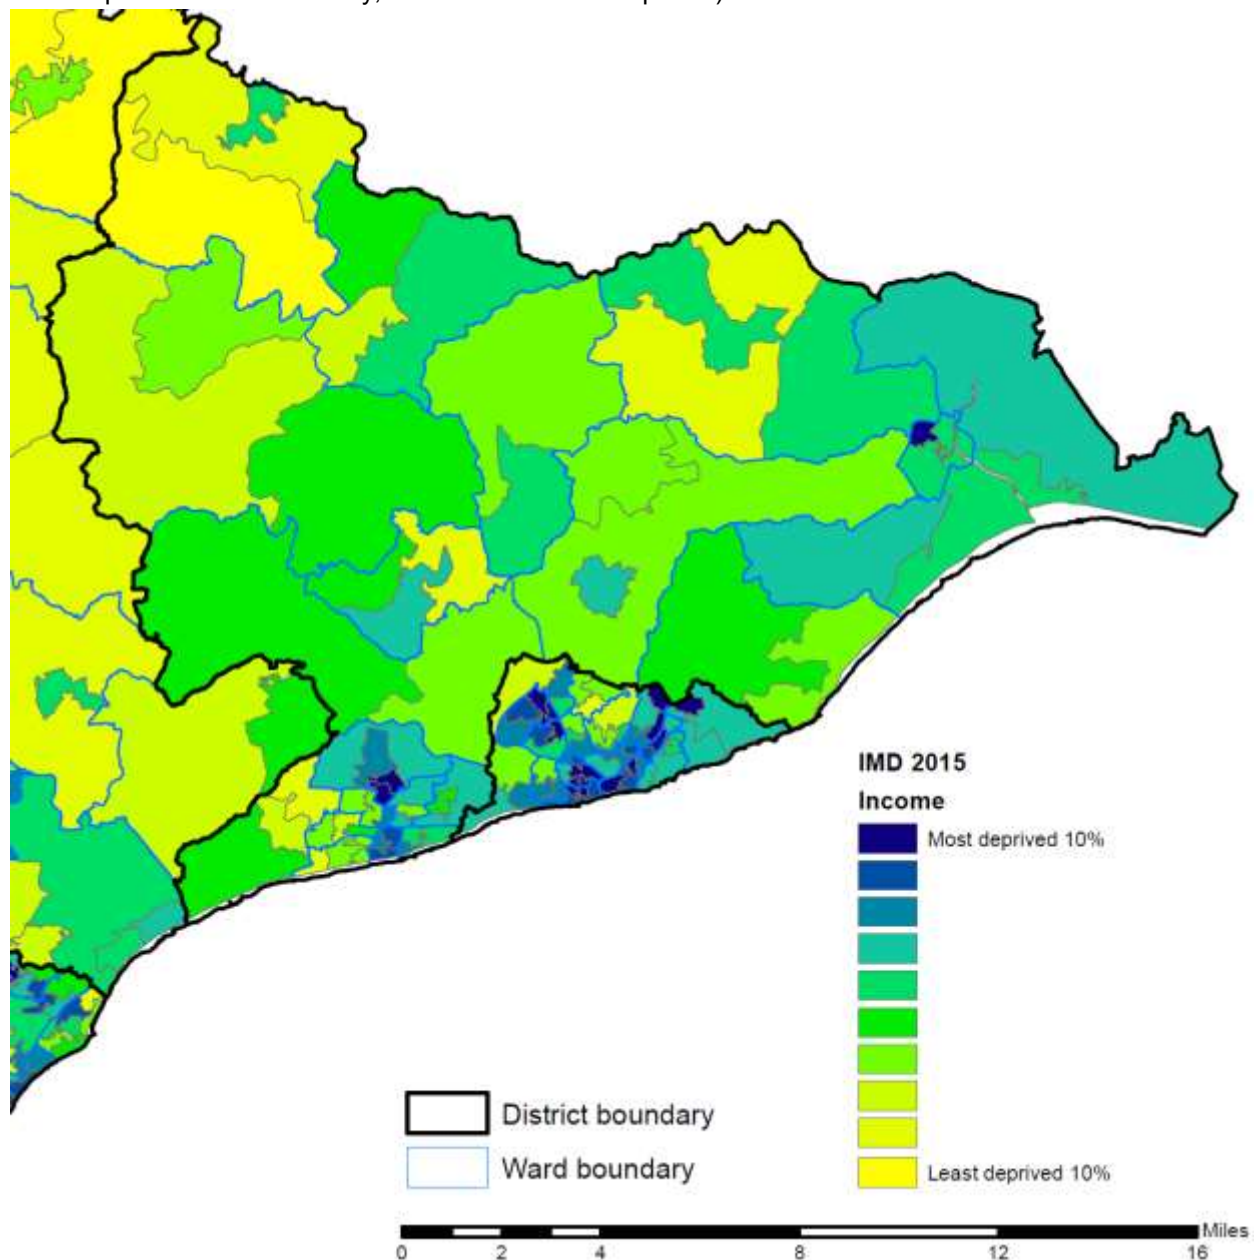 IMD 2015
Income
Most deprived 10%
Least deprived 10%
District boundary
Ward boundary
Miles
0 2 4 8 12 16